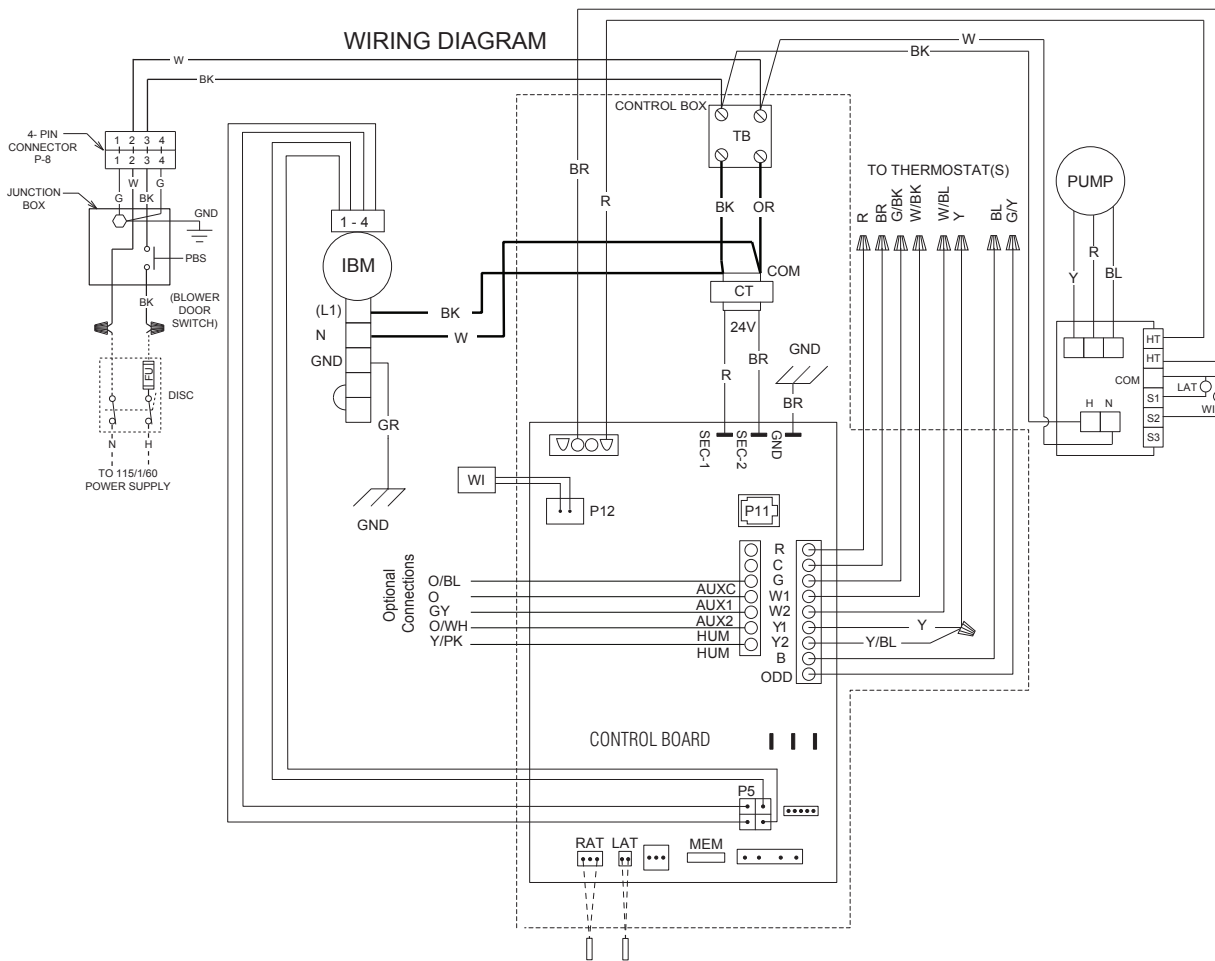 WIRING DIAGRAM
W
BK
W
BK
4- PIN
CONNECTOR
P-8
1 2 3 4
1 2 3 4
W
G BK G
JUNCTION
BOX
GND
PBS
BK
(BLOWER
DOOR
SWITCH)
FU
DISC
N H
TO 115/1/60
POWER SUPPLY
1 - 4
IBM
(L1)
N
GND
BK
W
GR
GND
CONTROL BOX
TB
BR
R
BK OR
COM
CT
24V
R
BR
GND
BR
SEC-1
SEC-2
GND
WI
P12
P11
TO THERMOSTAT(S)
R
BR
G/BK
W/BK
W/BL
Y
BL
G/Y
PUMP
Y
R
BL
H N
COM
HT
HT
S1
S2
S3
LAT
WI
Optional
Connections
O/BL
O
GY
O/WH
Y/PK
AUXC
AUX1
AUX2
HUM
HUM
R
C
G
W1
W2
Y1
Y2
B
ODD
Y
Y/BL
CONTROL BOARD
P5
RAT LAT
MEM